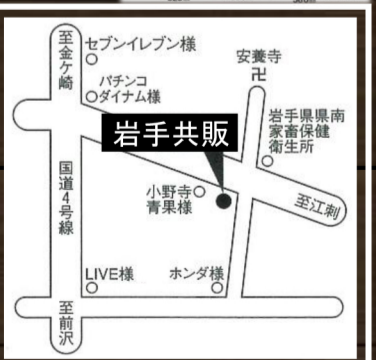 至金ケ崎
セブンイレブン様
パチンコ
ダイナム様
安養寺
卍
岩手県県南
家畜保健
衛生所
岩手共販
国道4号線
小野寺
青果様
至江刺
LIVE様
ホンダ様
至前沢